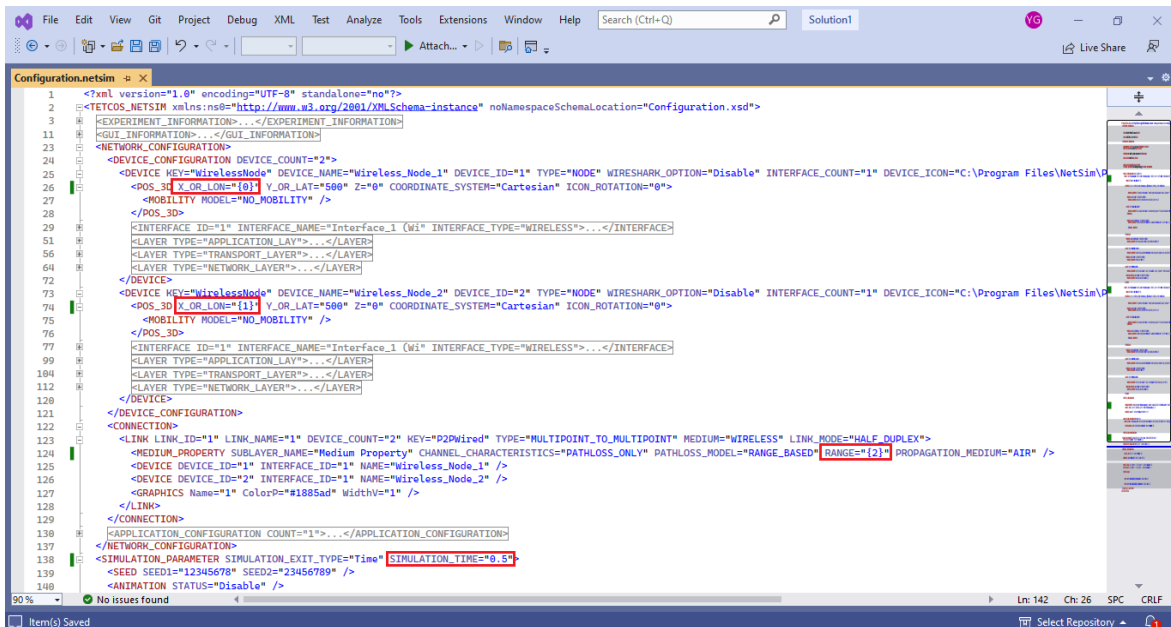 File Edit View Git Project Debug XML Test Analyze Tools Extensions Window Help Search (Ctrl+Q) Solution1 YG
Attach... Live Share
Configuration.netsim
1 <?xml version="1.0" encoding="UTF-8" standalone="no"?>
2 <TETCOS_NETSIM xmlns:ns0="http://www.w3.org/2001/XMLSchema-instance" noNamespaceSchemaLocation="Configuration.xsd">
3 <EXPERIMENT_INFORMATION>...</EXPERIMENT_INFORMATION>
11 <GUI_INFORMATION>...</GUI_INFORMATION>
23 <NETWORK_CONFIGURATION>
24 <DEVICE_CONFIGURATION DEVICE_COUNT="2">
25 <DEVICE KEY="WirelessNode" DEVICE_NAME="Wireless_Node_1" DEVICE_ID="1" TYPE="NODE" WIRESHARK_OPTION="Disable" INTERFACE_COUNT="1" DEVICE_ICON="C:\Program Files\NetSim\P
26 <POS_3D X_OR_LON="{0}" Y_OR_LAT="500" Z="0" COORDINATE_SYSTEM="Cartesian" ICON_ROTATION="0">
27 <MOBILITY MODEL="NO_MOBILITY" />
28 </POS_3D>
29 <INTERFACE ID="1" INTERFACE_NAME="Interface_1 (Wi" INTERFACE_TYPE="WIRELESS">...</INTERFACE>
51 <LAYER TYPE="APPLICATION_LAY">...</LAYER>
56 <LAYER TYPE="TRANSPORT_LAYER">...</LAYER>
64 <LAYER TYPE="NETWORK_LAYER">...</LAYER>
72 </DEVICE>
73 <DEVICE KEY="WirelessNode" DEVICE_NAME="Wireless_Node_2" DEVICE_ID="2" TYPE="NODE" WIRESHARK_OPTION="Disable" INTERFACE_COUNT="1" DEVICE_ICON="C:\Program Files\NetSim\P
74 <POS_3D X_OR_LON="{1}" Y_OR_LAT="500" Z="0" COORDINATE_SYSTEM="Cartesian" ICON_ROTATION="0">
75 <MOBILITY MODEL="NO_MOBILITY" />
76 </POS_3D>
77 <INTERFACE ID="1" INTERFACE_NAME="Interface_1 (Wi" INTERFACE_TYPE="WIRELESS">...</INTERFACE>
99 <LAYER TYPE="APPLICATION_LAY">...</LAYER>
104 <LAYER TYPE="TRANSPORT_LAYER">...</LAYER>
112 <LAYER TYPE="NETWORK_LAYER">...</LAYER>
120 </DEVICE>
121 </DEVICE_CONFIGURATION>
122 <CONNECTION>
123 <LINK LINK_ID="1" LINK_NAME="1" DEVICE_COUNT="2" KEY="P2PWired" TYPE="MULTIPOINT_TO_MULTIPOINT" MEDIUM="WIRELESS" LINK_MODE="HALF_DUPLEX">
124 <MEDIUM_PROPERTY SUBLAYER_NAME="Medium Property" CHANNEL_CHARACTERISTICS="PATHLOSS_ONLY" PATHLOSS_MODEL="RANGE_BASED" RANGE="{2}" PROPAGATION_MEDIUM="AIR" />
125 <DEVICE DEVICE_ID="1" INTERFACE_ID="1" NAME="Wireless_Node_1" />
126 <DEVICE DEVICE_ID="2" INTERFACE_ID="1" NAME="Wireless_Node_2" />
127 <GRAPHICS Name="1" ColorP="#1885ad" WidthV="1" />
128 </LINK>
129 </CONNECTION>
130 <APPLICATION_CONFIGURATION COUNT="1">...</APPLICATION_CONFIGURATION>
137 </NETWORK_CONFIGURATION>
138 <SIMULATION_PARAMETER SIMULATION_EXIT_TYPE="Time" SIMULATION_TIME="0.5">
139 <SEED SEED1="12345678" SEED2="23456789" />
140 <ANIMATION STATUS="Disable" />
90 % No issues found Ln: 142 Ch: 26 SPC CRLF
Item(s) Saved Select Repository 1